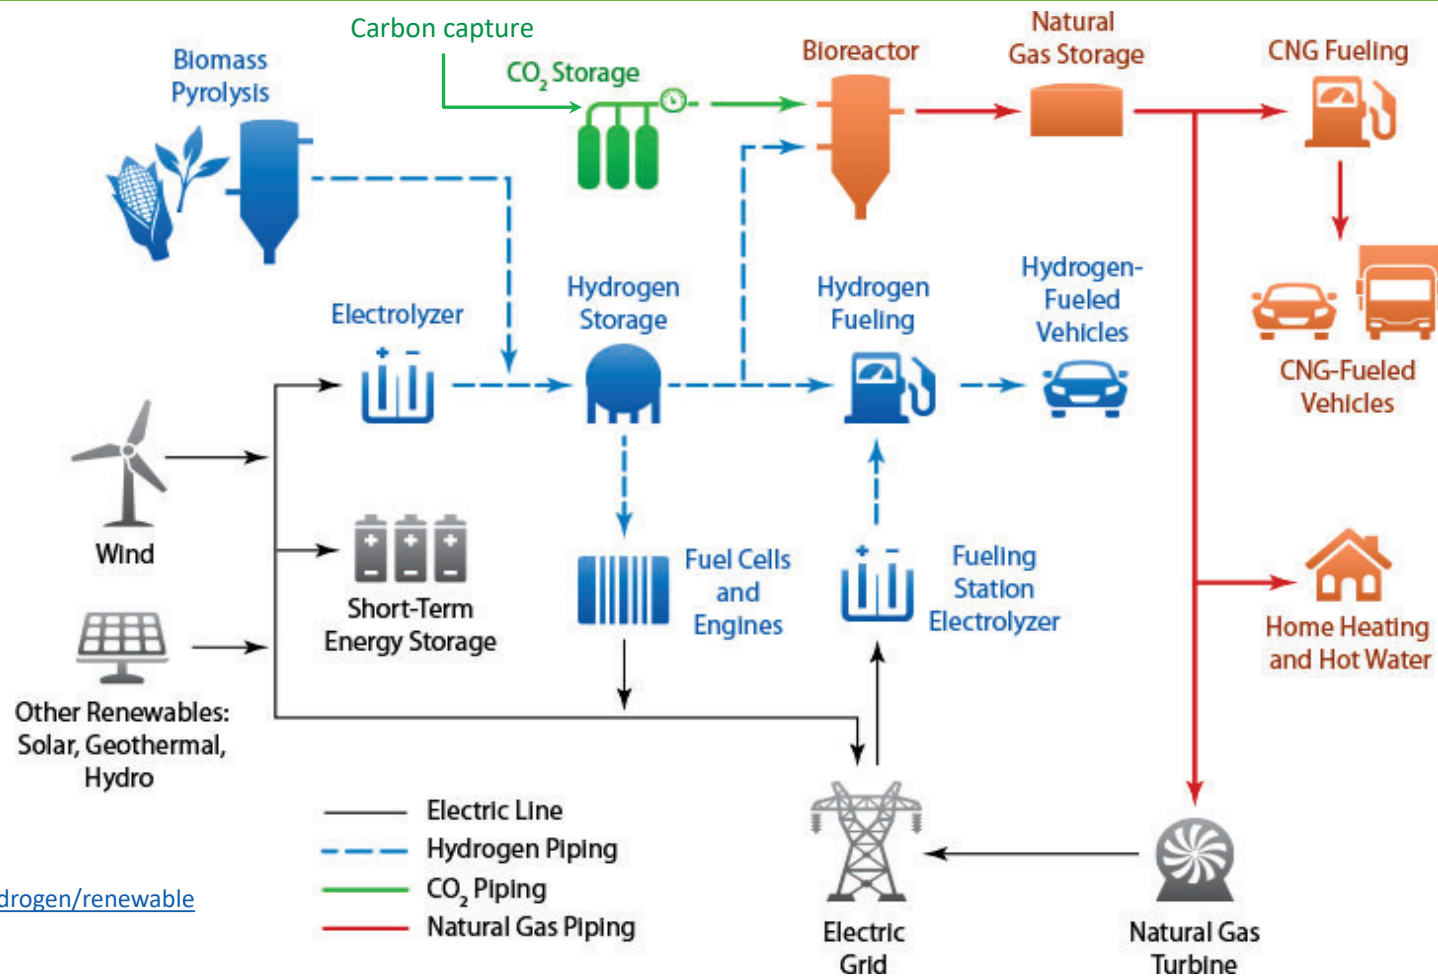 Carbon capture
Biomass
Pyrolysis
CO₂ Storage
Bioreactor
Natural
Gas Storage
CNG Fueling
Electrolyzer
Hydrogen
Storage
Hydrogen
Fueling
Hydrogen-
Fueled
Vehicles
CNG-Fueled
Vehicles
Wind
Short-Term
Energy Storage
Fuel Cells
and
Engines
Fueling
Station
Electrolyzer
Home Heating
and Hot Water
Other Renewables:
Solar, Geothermal,
Hydro
Electric Line
Hydrogen Piping
CO₂ Piping
Natural Gas Piping
drogen/renewable
Electric
Grid
Natural Gas
Turbine